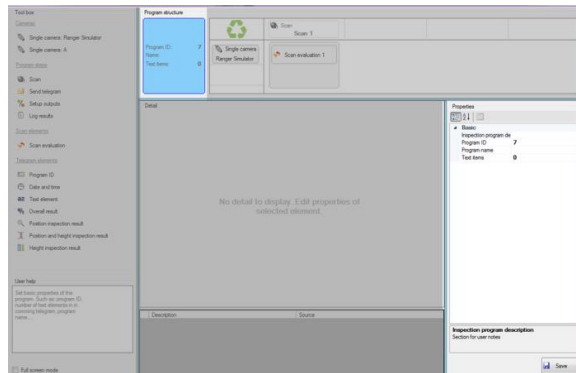 Tool box
Cameras
Single camera: Ranger Simulator
Single camera: A
Program steps
Scan
Send telegram
Setup outputs
Log results
Scan elements
Scan evaluation
Telegram elements
Program ID
Date and time
Text element
Overall result
Position inspection result
Position and height inspection result
Height inspection result
User help
Set basic properties of the
program. Such as: program ID,
number of text elements in
running telegram, program
name...
Full screen mode
Program structure
Program ID: 7
Name:
Text items: 0
Single camera
Ranger Simulator
Scan
Scan 1
Scan evaluation 1
Detail
No detail to display. Edit properties of
selected element.
Description Source
Properties
Basic
Inspection program de
Program ID 7
Program name
Text items 0
Inspection program description
Section for user notes
Save